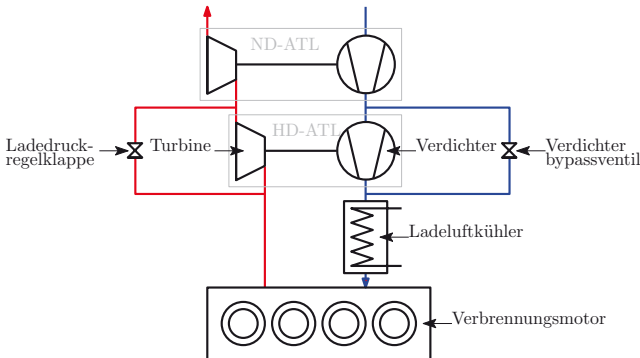 ND-ATL
HD-ATL
Ladedruck-
regelklappe
Turbine
Verdichter
Verdichter
bypassventil
Ladeluftkühler
Verbrennungsmotor